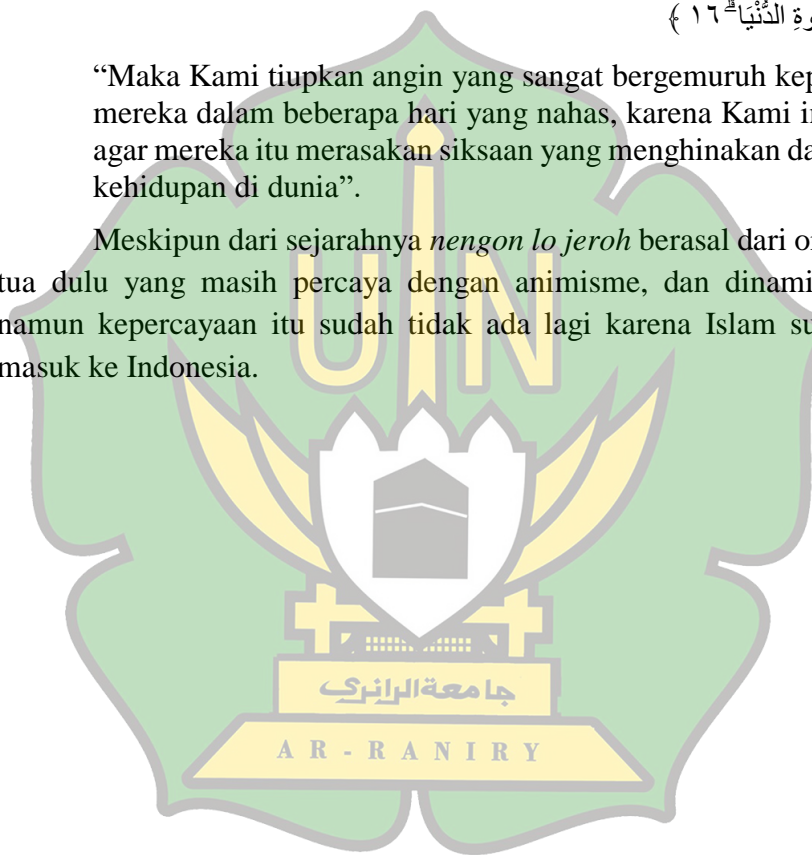 وةِ الدُّنْيَاۗ ١٦ ﴾
“Maka Kami tiupkan angin yang sangat bergemuruh kep
mereka dalam beberapa hari yang nahas, karena Kami in
agar mereka itu merasakan siksaan yang menghinakan da
kehidupan di dunia”.
Meskipun dari sejarahnya nengon lo jeroh berasal dari or
tua dulu yang masih percaya dengan animisme, dan dinami
namun kepercayaan itu sudah tidak ada lagi karena Islam su
masuk ke Indonesia.
UIN
جامعة الرانري
AR-RANIRY